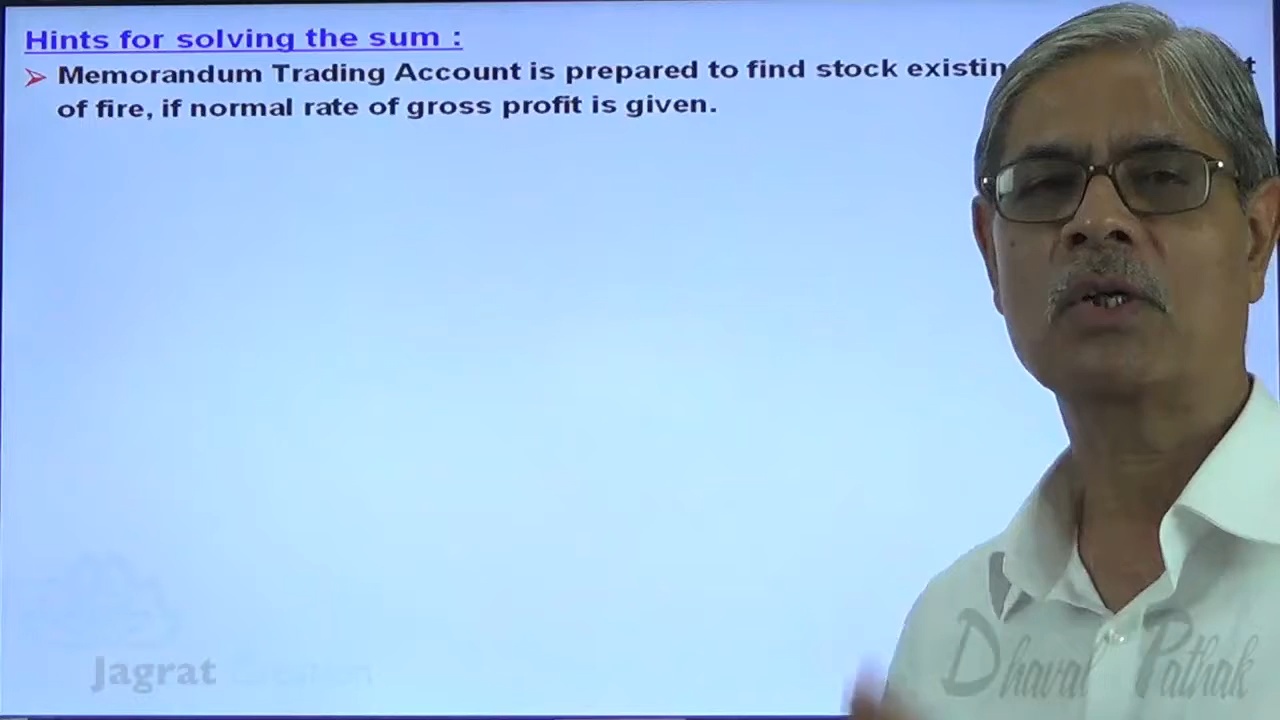 Hints for solving the sum :
➢ Memorandum Trading Account is prepared to find stock existin t
of fire, if normal rate of gross profit is given.
Jagrat Creation
Dhaval Pathak